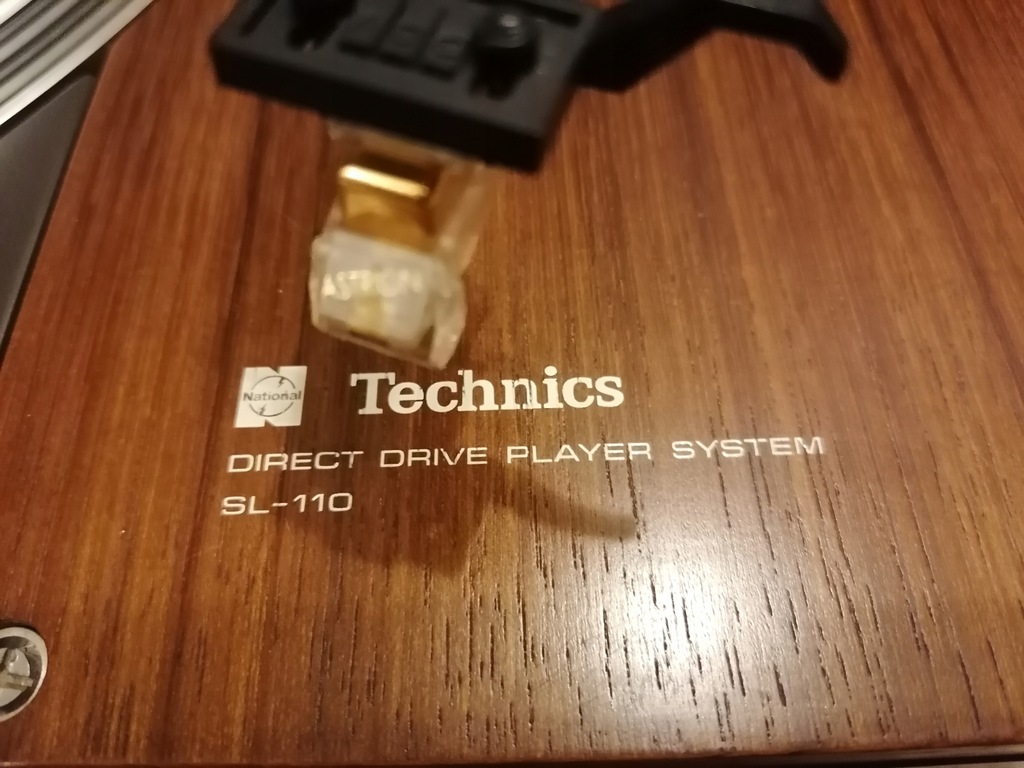 National
Technics
DIRECT DRIVE PLAYER SYSTEM
SL-110